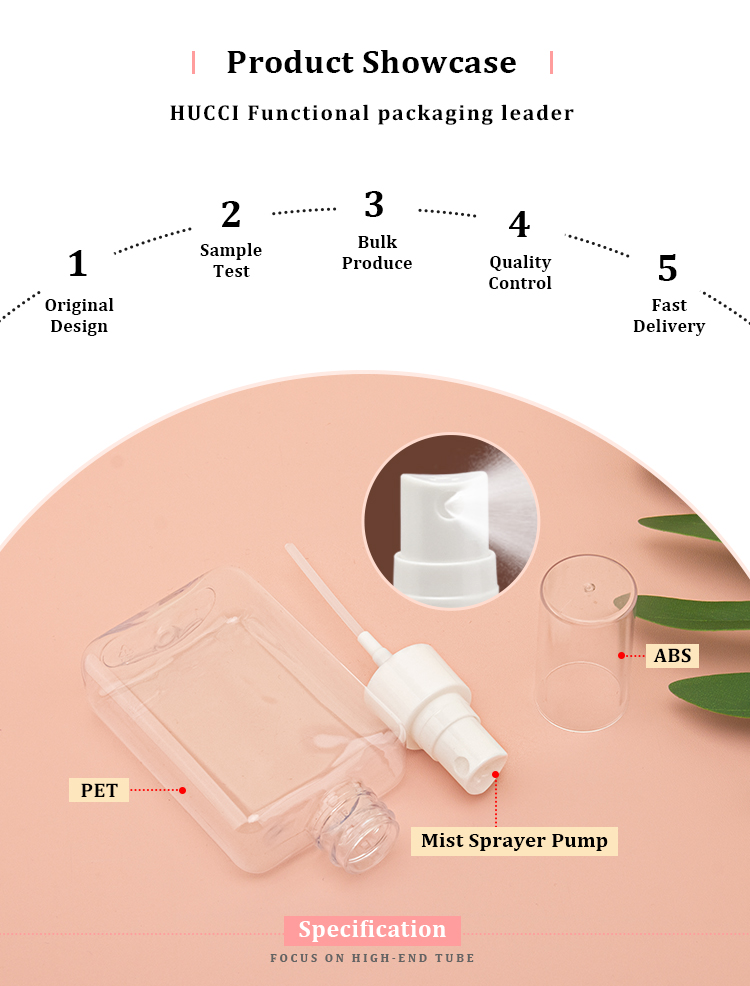 Product Showcase
HUCCI Functional packaging leader
1
Original
Design
2
Sample
Test
3
Bulk
Produce
4
Quality
Control
5
Fast
Delivery
ABS
PET
Mist Sprayer Pump
Specification
FOCUS ON HIGH-END TUBE